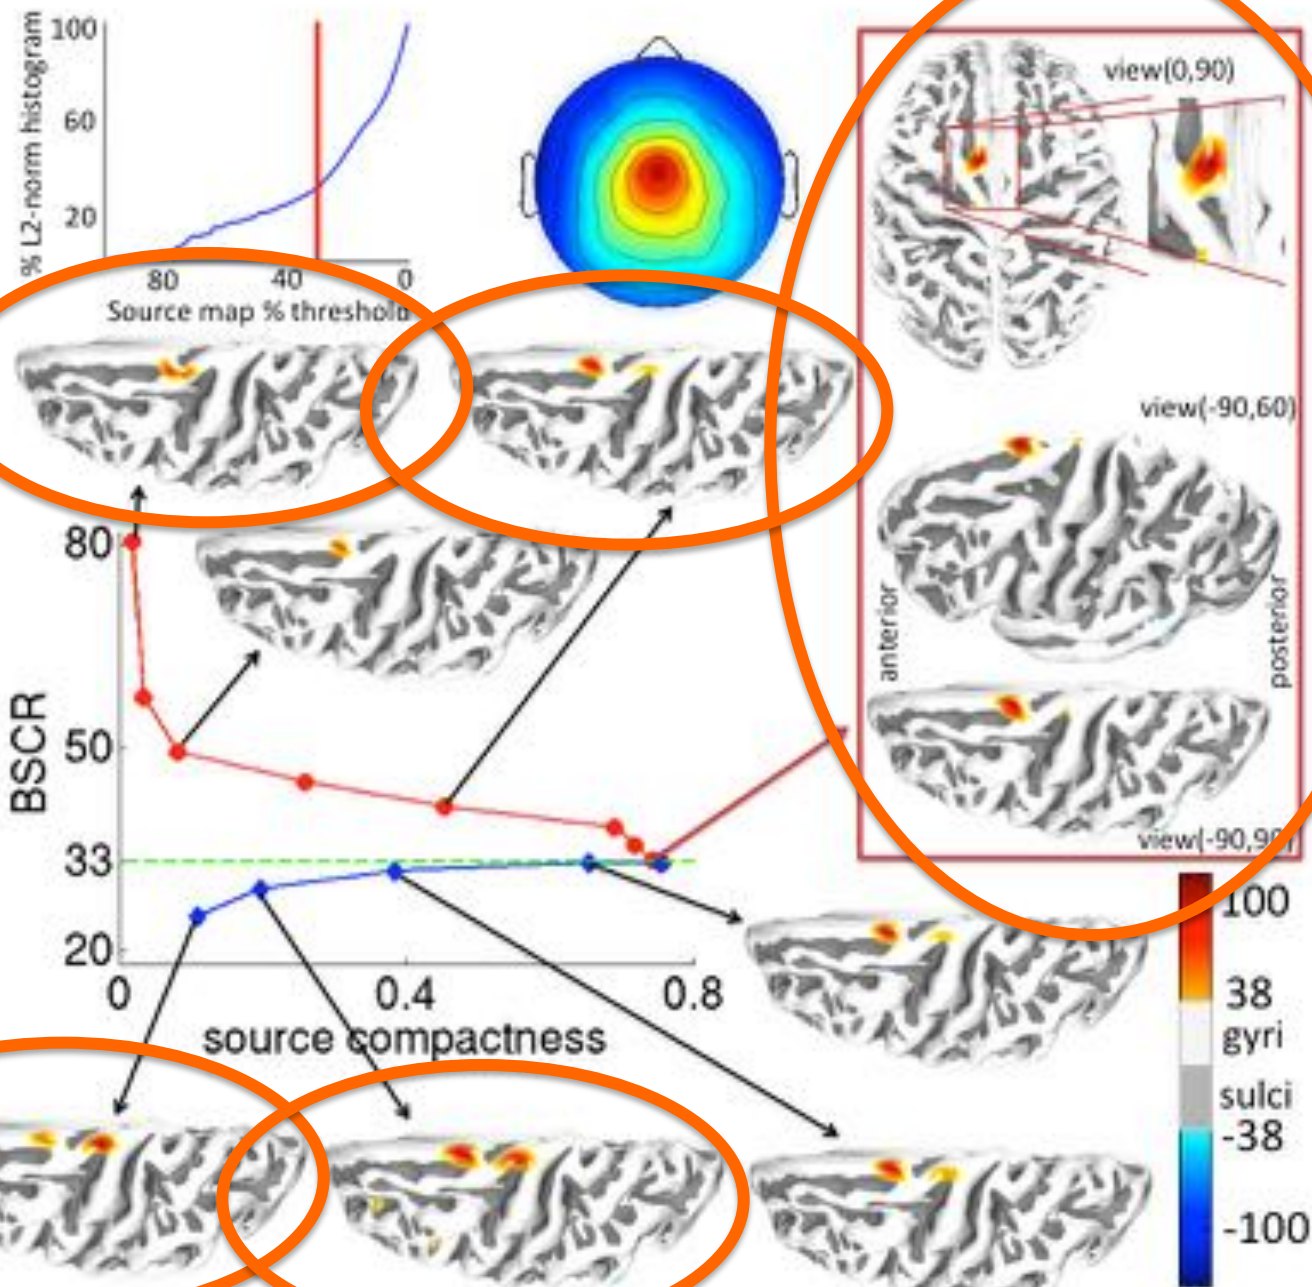 % L2-norm histogram
100
60
20
80 40 0
Source map % threshold
view(0,90)
view(-90,60)
anterior
posterior
view(-90,90)
BSCR
80
50
33
20
0 0.4 0.8
source compactness
100
38
gyri
sulci
-38
-100